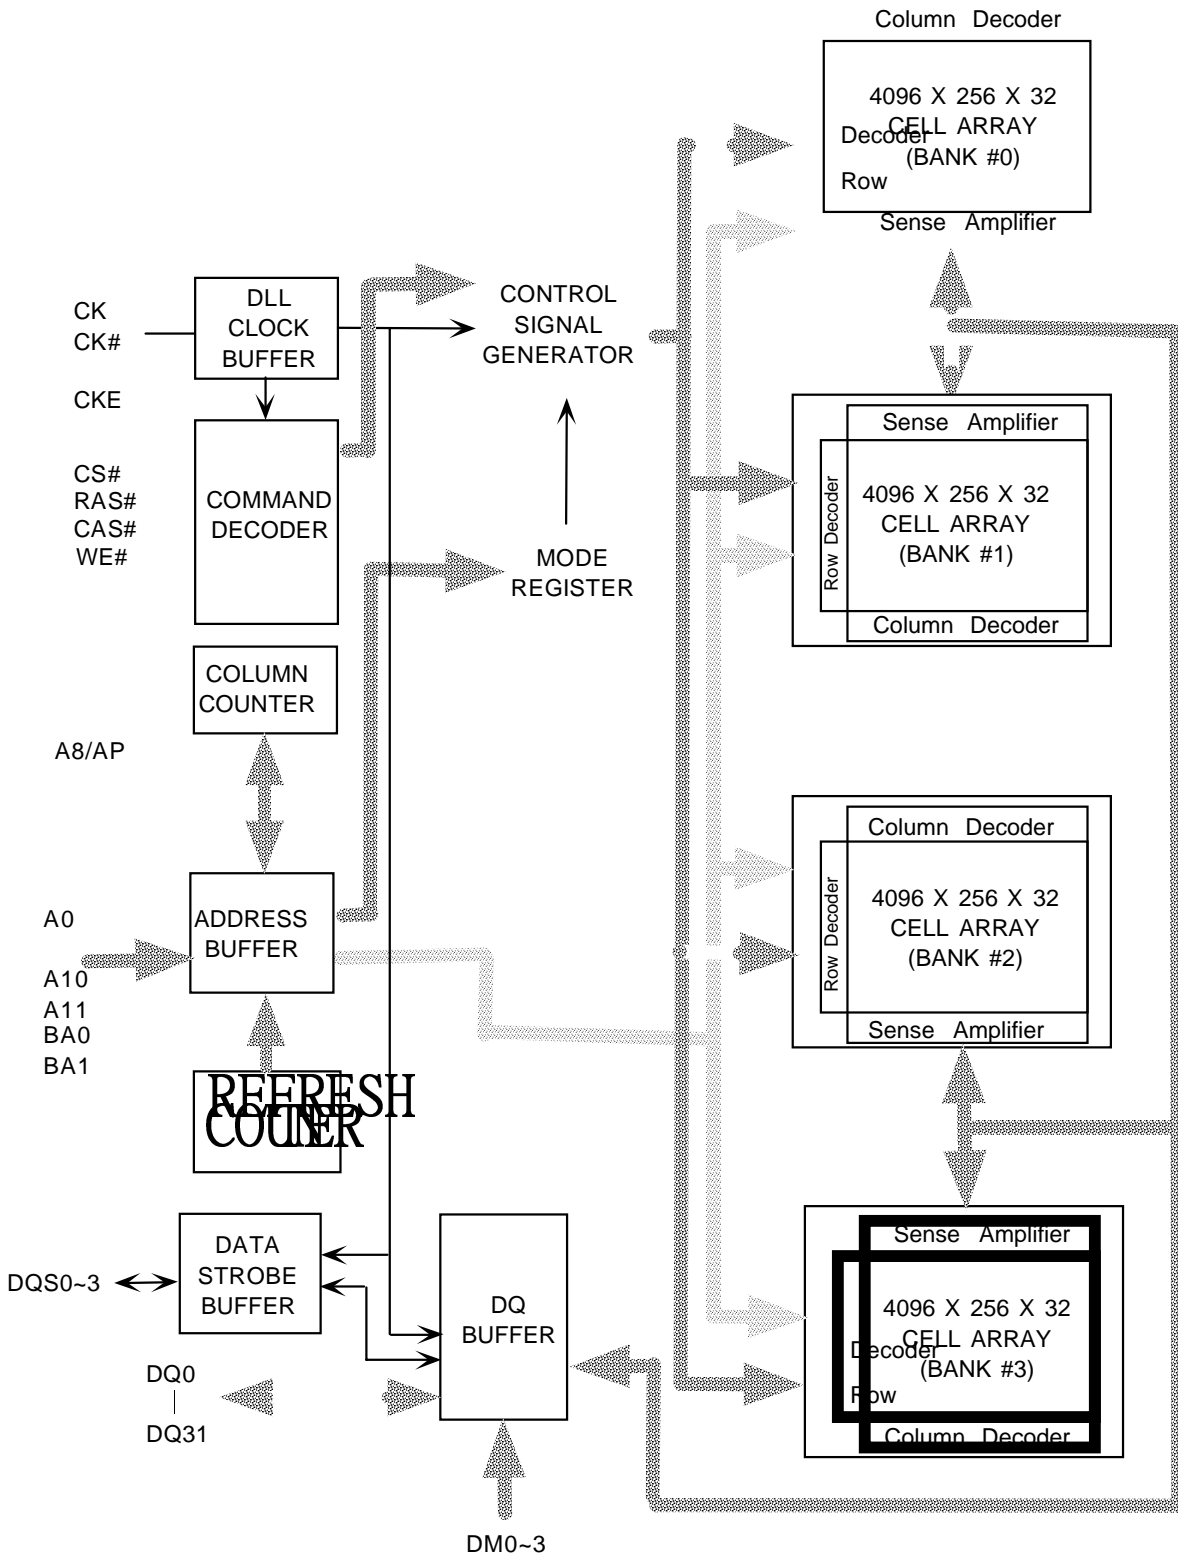 Column Decoder
4096 X 256 X 32
CELL ARRAY
(BANK #0)
Decoder
Row
Sense Amplifier
CK
CK#
CKE
DLL
CLOCK
BUFFER
CONTROL
SIGNAL
GENERATOR
CS#
RAS#
CAS#
WE#
COMMAND
DECODER
MODE
REGISTER
Sense Amplifier
Row Decoder
4096 X 256 X 32
CELL ARRAY
(BANK #1)
Column Decoder
COLUMN
COUNTER
A8/AP
Column Decoder
Row Decoder
4096 X 256 X 32
CELL ARRAY
(BANK #2)
Sense Amplifier
A0
A10
A11
BA0
BA1
ADDRESS
BUFFER
REFRESH
COUNTER
DQS0~3
DATA
STROBE
BUFFER
DQ
BUFFER
DQ0
DQ31
DM0~3
Sense Amplifier
4096 X 256 X 32
CELL ARRAY
(BANK #3)
Decoder
Row
Column Decoder